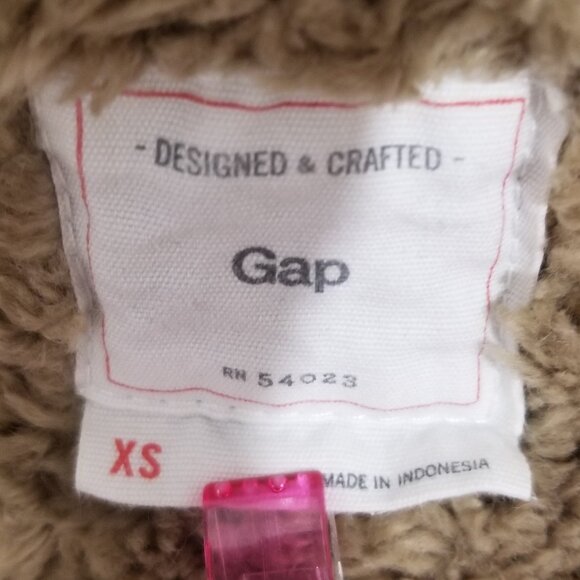 - DESIGNED & CRAFTED -
Gap
RN 54023
XS
MADE IN INDONESIA